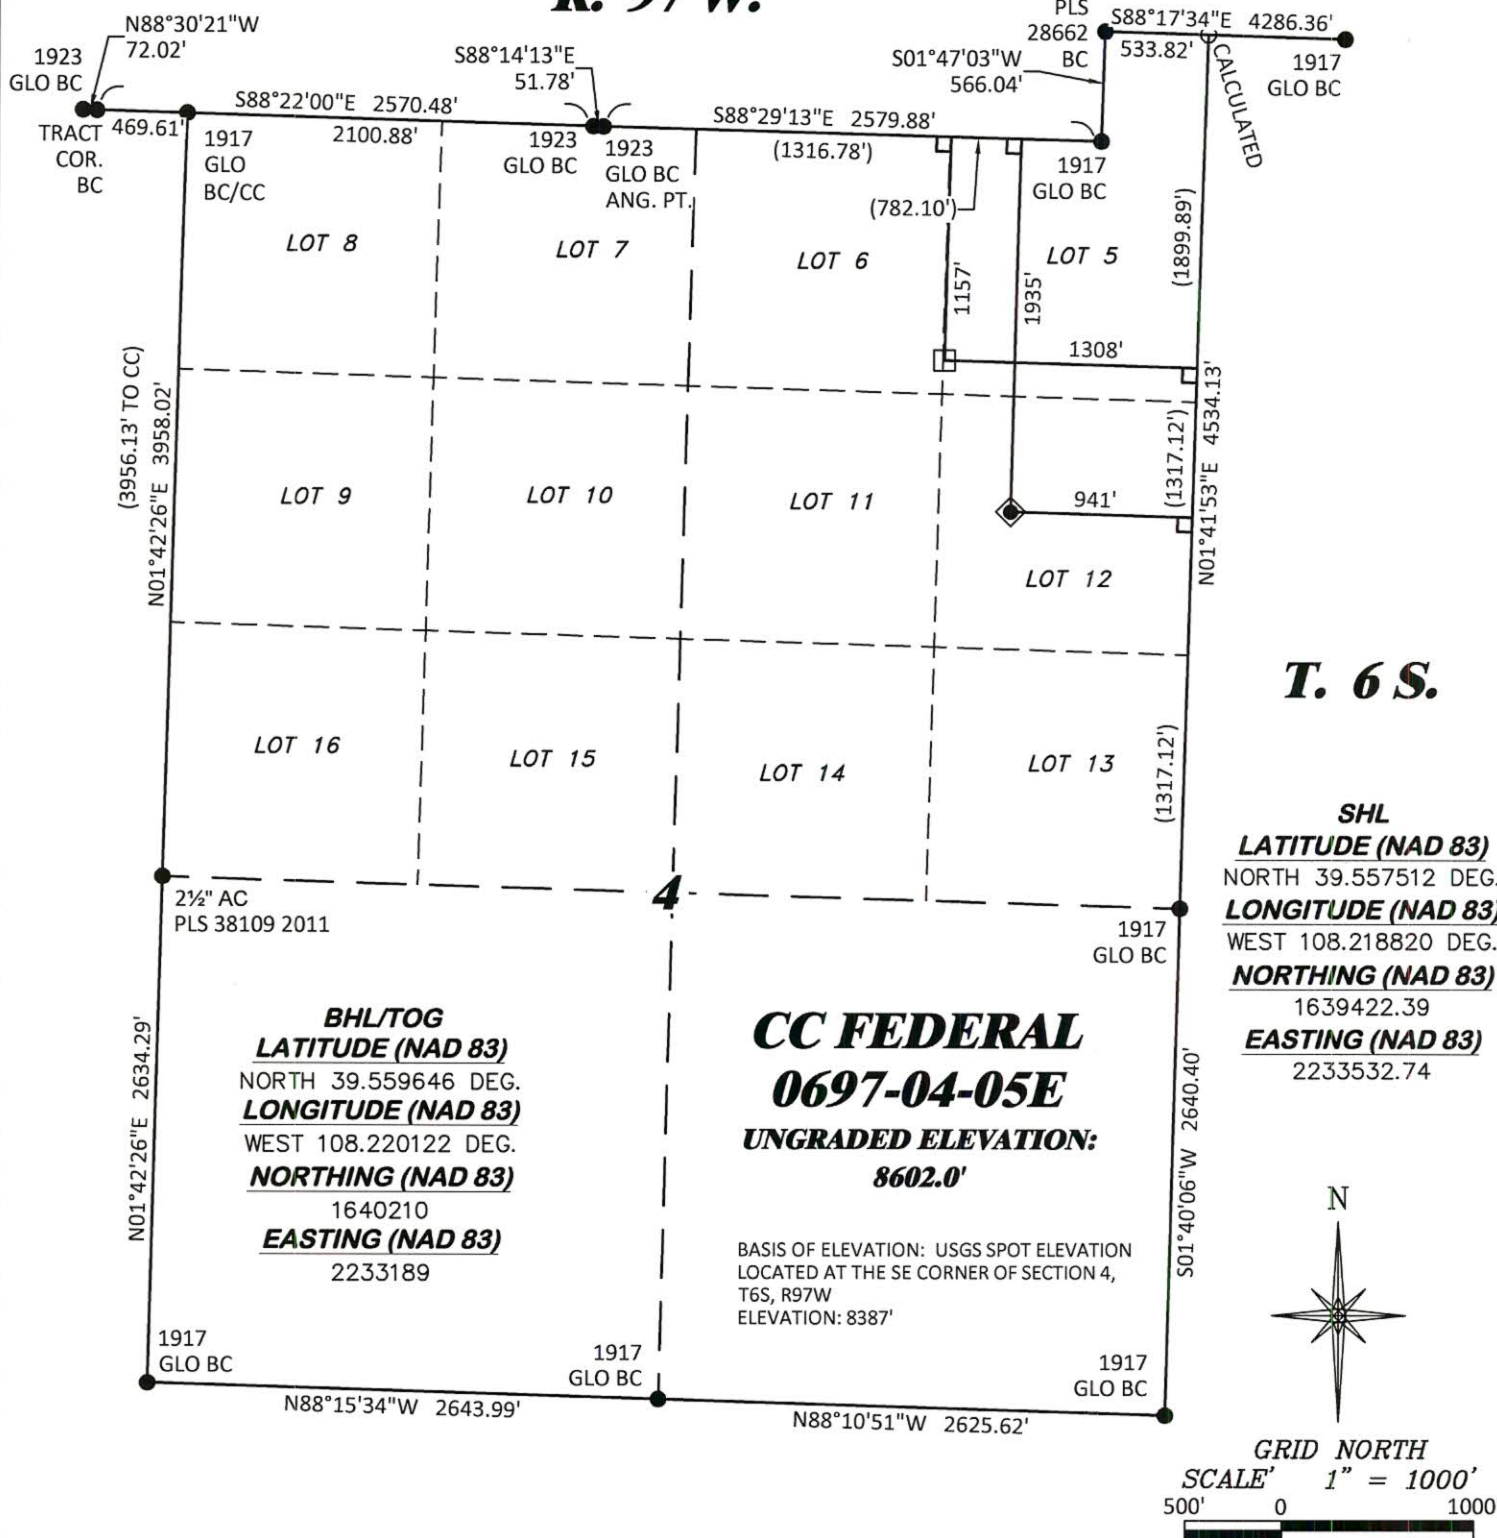 R. 97 W.
N88°30'21"W
72.02'
1923
GLO BC
TRACT
COR.
BC
469.61'
S88°22'00"E 2570.48'
2100.88'
1917
GLO
BC/CC
S88°14'13"E
51.78'
1923
GLO BC
1923
GLO BC
ANG. PT.
S88°29'13"E 2579.88'
(1316.78')
(782.10')
S01°47'03"W
566.04'
PLS
28662
BC
S88°17'34"E 4286.36'
533.82'
1917
GLO BC
CALCULATED
1917
GLO BC
LOT 8
LOT 7
LOT 6
LOT 5
1157'
1935'
(1899.89')
1308'
(3956.13' TO CC)
N01°42'26"E 3958.02'
LOT 9
LOT 10
LOT 11
941'
(1317.12')
N01°41'53"E 4534.13'
LOT 12
LOT 16
LOT 15
LOT 14
LOT 13
(1317.12')
T. 6 S.
2½" AC
PLS 38109 2011
4
1917
GLO BC
SHL
LATITUDE (NAD 83)
NORTH 39.557512 DEG.
LONGITUDE (NAD 83)
WEST 108.218820 DEG.
NORTHING (NAD 83)
1639422.39
EASTING (NAD 83)
2233532.74
N01°42'26"E 2634.29'
BHL/TOG
LATITUDE (NAD 83)
NORTH 39.559646 DEG.
LONGITUDE (NAD 83)
WEST 108.220122 DEG.
NORTHING (NAD 83)
1640210
EASTING (NAD 83)
2233189
CC FEDERAL
0697-04-05E
UNGRADED ELEVATION:
8602.0'
BASIS OF ELEVATION: USGS SPOT ELEVATION
LOCATED AT THE SE CORNER OF SECTION 4,
T6S, R97W
ELEVATION: 8387'
S01°40'06"W 2640.40'
1917
GLO BC
1917
GLO BC
1917
GLO BC
N88°15'34"W 2643.99'
N88°10'51"W 2625.62'
N
GRID NORTH
SCALE' 1" = 1000'
500' 0 1000